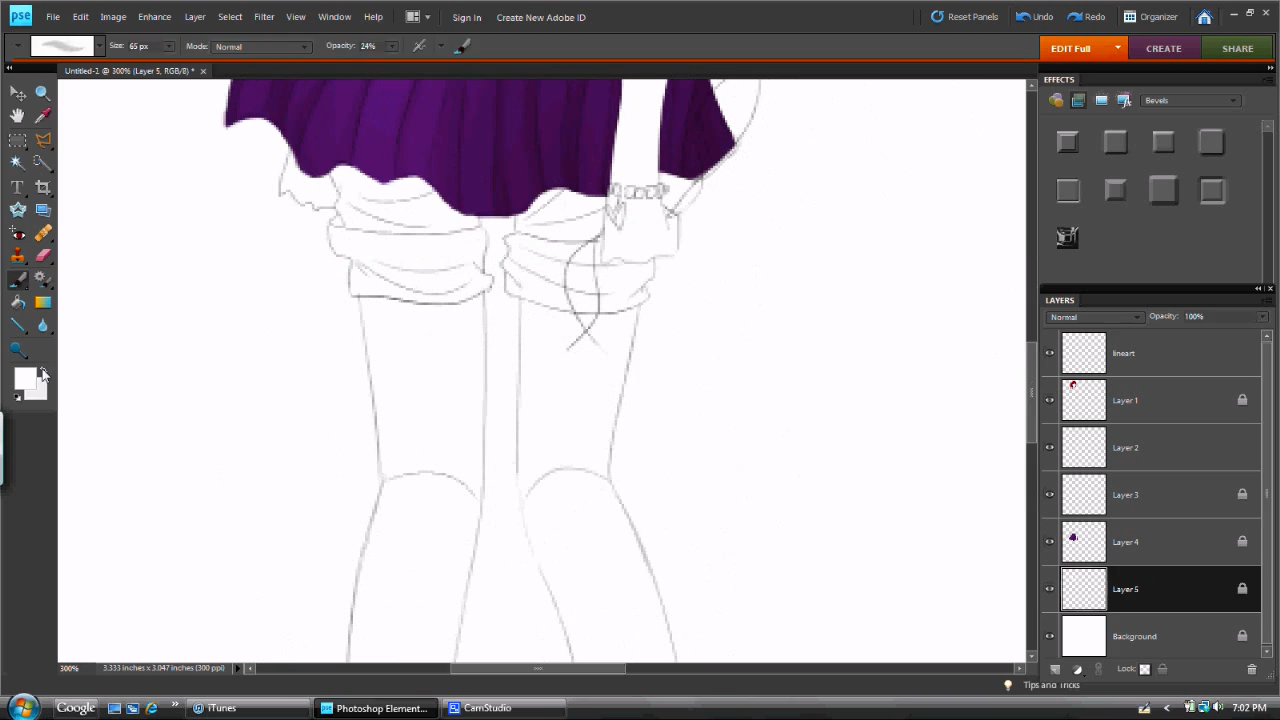 pse File Edit Image Enhance Layer Select Filter View Window Help Sign In Create New Adobe ID Reset Panels Undo Redo Organizer
Size: 65 px Mode: Normal Opacity: 24% EDIT Full CREATE SHARE
Untitled-1 @ 300% (Layer 5, RGB/8) * ×
EFFECTS
Bevels
LAYERS
Normal Opacity: 100%
lineart
Layer 1
Layer 2
Layer 3
Layer 4
Layer 5
Background
300% 3.333 inches x 3.047 inches (300 ppi) Lock:
Tips and Tricks
Google iTunes pse Photoshop Element... CamStudio 7:02 PM